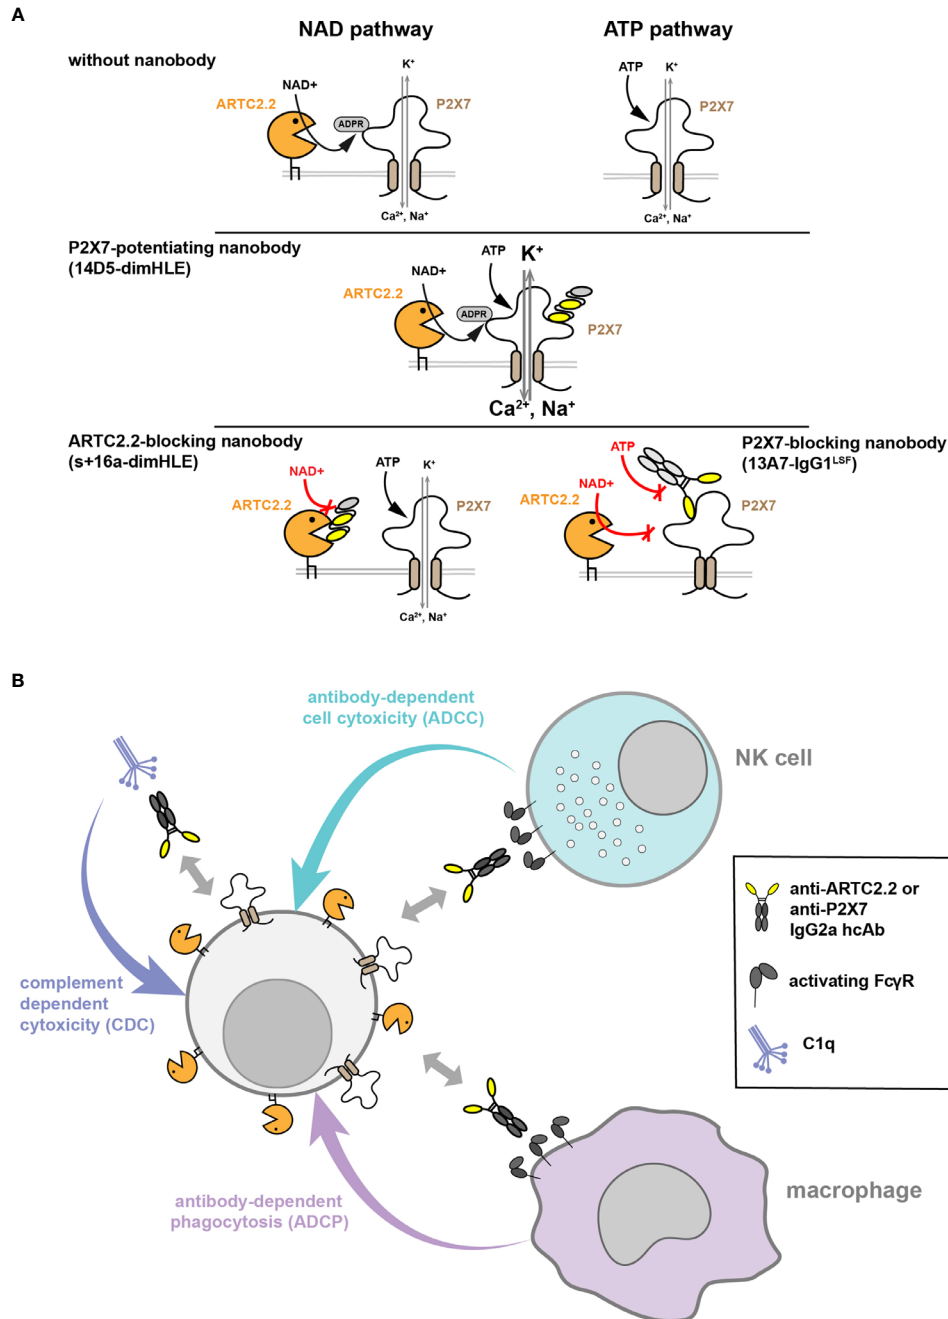 A
NAD pathway
ATP pathway
without nanobody
NAD+
ARTC2.2
ADPR
K⁺
P2X7
Ca²⁺, Na⁺
ATP
K⁺
P2X7
Ca²⁺, Na⁺
P2X7-potentiating nanobody
(14D5-dimHLE)
ATP
K⁺
NAD+
ARTC2.2
ADPR
P2X7
Ca²⁺, Na⁺
ARTC2.2-blocking nanobody
(s+16a-dimHLE)
NAD+
ARTC2.2
ATP
K⁺
P2X7
Ca²⁺, Na⁺
P2X7-blocking nanobody
(13A7-IgG1ᴸˢᶠ)
ATP
NAD+
ARTC2.2
P2X7
B
antibody-dependent
cell cytoxicity (ADCC)
NK cell
complement
dependent
cytoxicity (CDC)
anti-ARTC2.2 or
anti-P2X7
IgG2a hcAb
activating FcγR
C1q
antibody-dependent
phagocytosis (ADCP)
macrophage